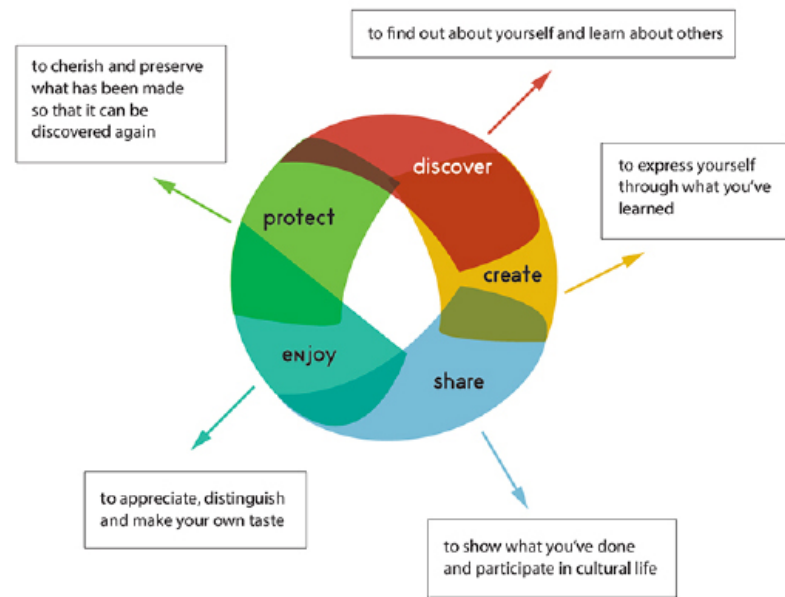 to find out about yourself and learn about others
to cherish and preserve
what has been made
so that it can be
discovered again
discover
to express yourself
through what you've
learned
protect
create
enjoy
share
to appreciate, distinguish
and make your own taste
to show what you've done
and participate in cultural life